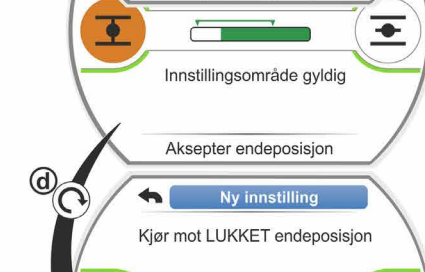 Innstillingsområde gyldig
Aksepter endeposisjon
d
Ny innstilling
Kjør mot LUKKET endeposisjon